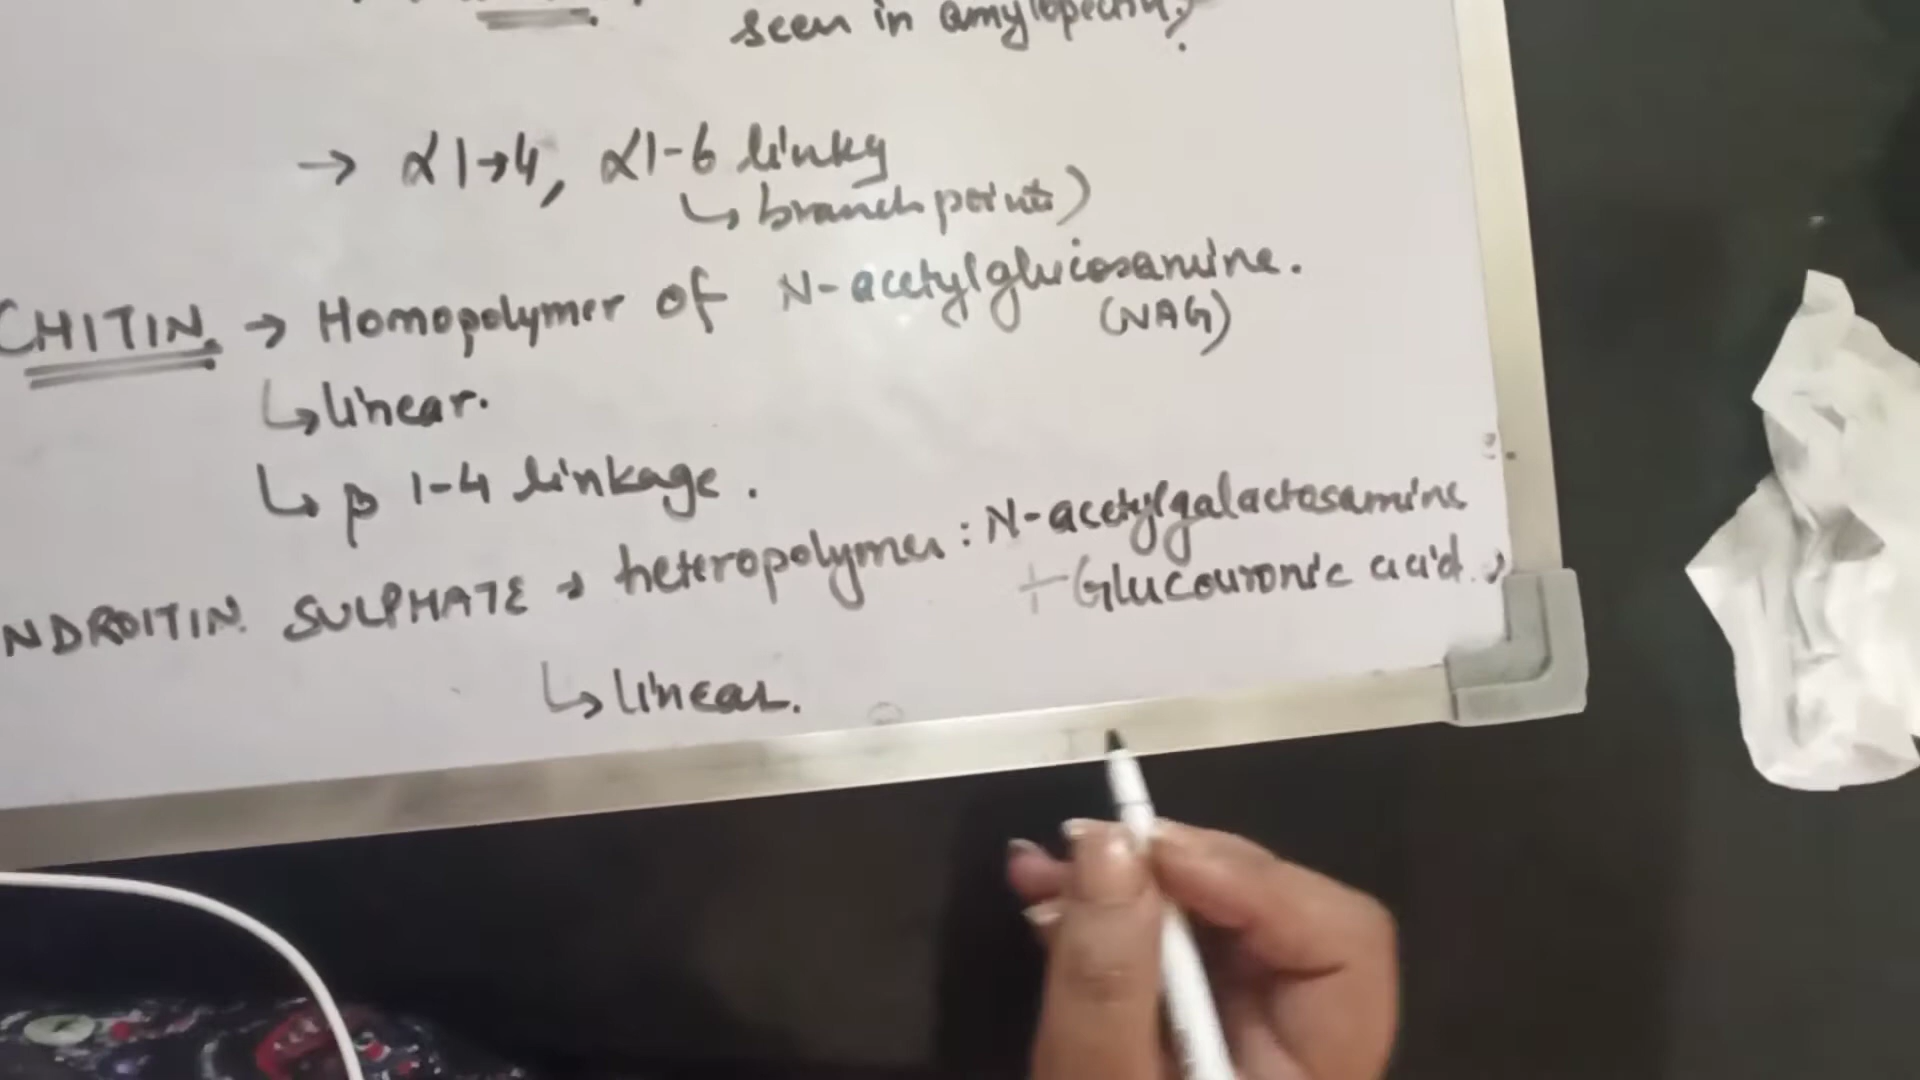 seen in amylopectin?
→ α1→4, α1-6 linkg
↳ branch points)
CHITIN. → Homopolymer of N-acetylglucosamine.
(NAG)
↳ linear.
↳ β 1-4 linkage.
NDROITIN. SULPHATE → heteropolymer : N-acetylgalactosamine
+ Glucouronic acid.
↳ linear.